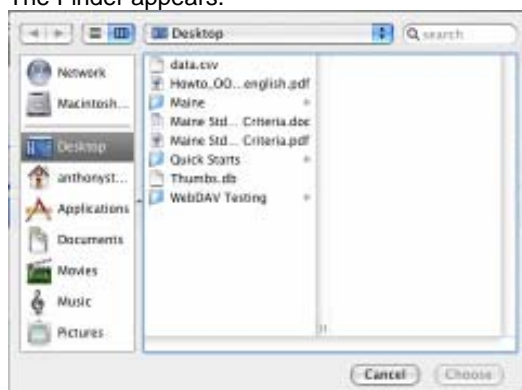 The Finder appears.
Desktop
search
Network
Macintosh...
Desktop
anthonyst...
Applications
Documents
Movies
Music
Pictures
data.csv
Howto_OO...english.pdf
Maine
Maine Std... Criteria.doc
Maine Std... Criteria.pdf
Quick Starts
Thumbs.db
WebDAV Testing
Cancel
Choose